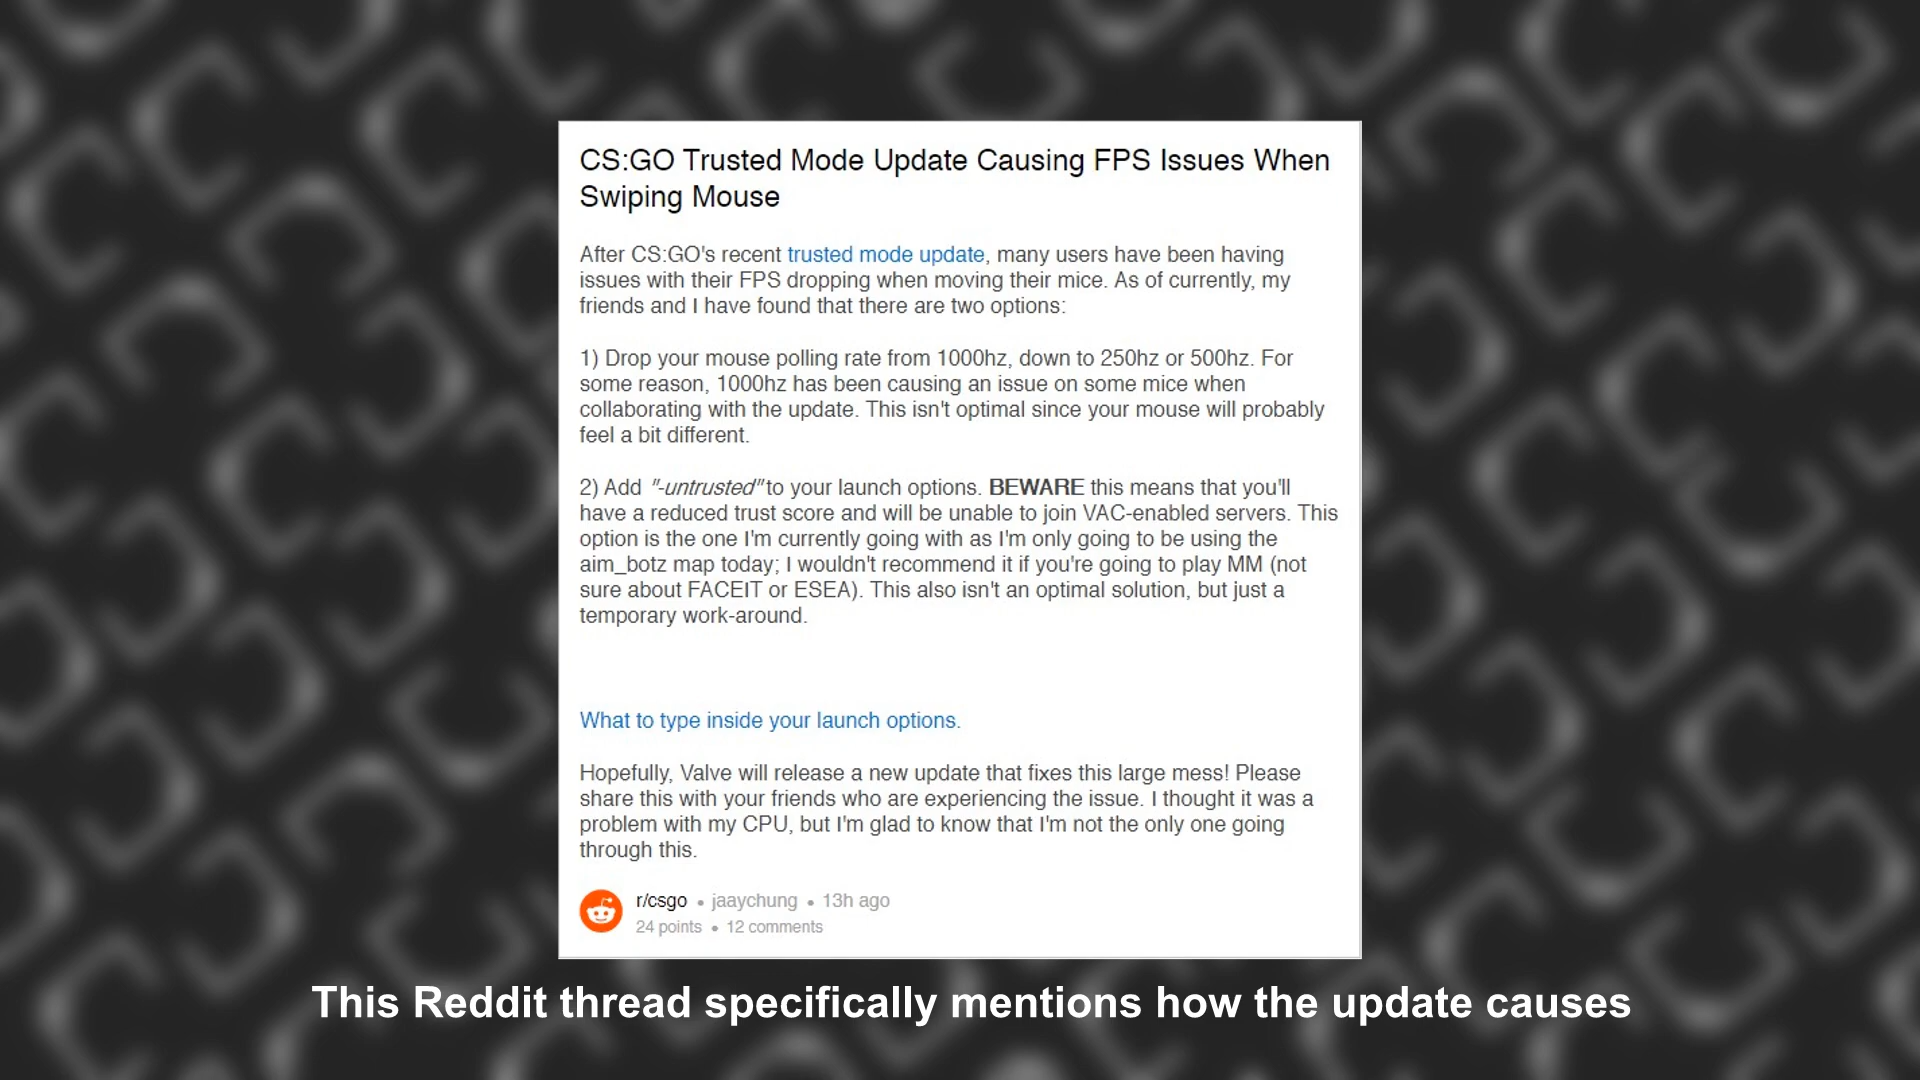 CS:GO Trusted Mode Update Causing FPS Issues When
Swiping Mouse
After CS:GO's recent trusted mode update, many users have been having
issues with their FPS dropping when moving their mice. As of currently, my
friends and I have found that there are two options:
1) Drop your mouse polling rate from 1000hz, down to 250hz or 500hz. For
some reason, 1000hz has been causing an issue on some mice when
collaborating with the update. This isn't optimal since your mouse will probably
feel a bit different.
2) Add "-untrusted" to your launch options. BEWARE this means that you'll
have a reduced trust score and will be unable to join VAC-enabled servers. This
option is the one I'm currently going with as I'm only going to be using the
aim_botz map today; I wouldn't recommend it if you're going to play MM (not
sure about FACEIT or ESEA). This also isn't an optimal solution, but just a
temporary work-around.
What to type inside your launch options.
Hopefully, Valve will release a new update that fixes this large mess! Please
share this with your friends who are experiencing the issue. I thought it was a
problem with my CPU, but I'm glad to know that I'm not the only one going
through this.
r/csgo • jaaychung • 13h ago
24 points • 12 comments
This Reddit thread specifically mentions how the update causes